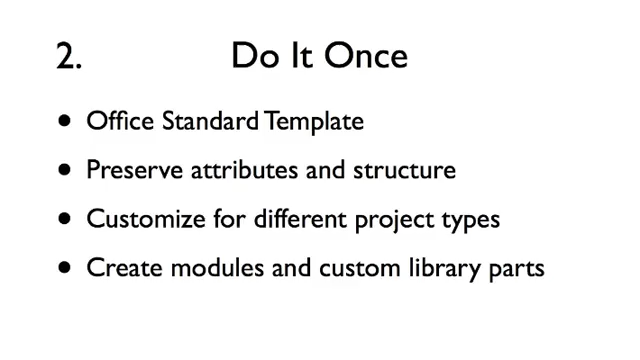 2. Do It Once
• Office Standard Template
• Preserve attributes and structure
• Customize for different project types
• Create modules and custom library parts